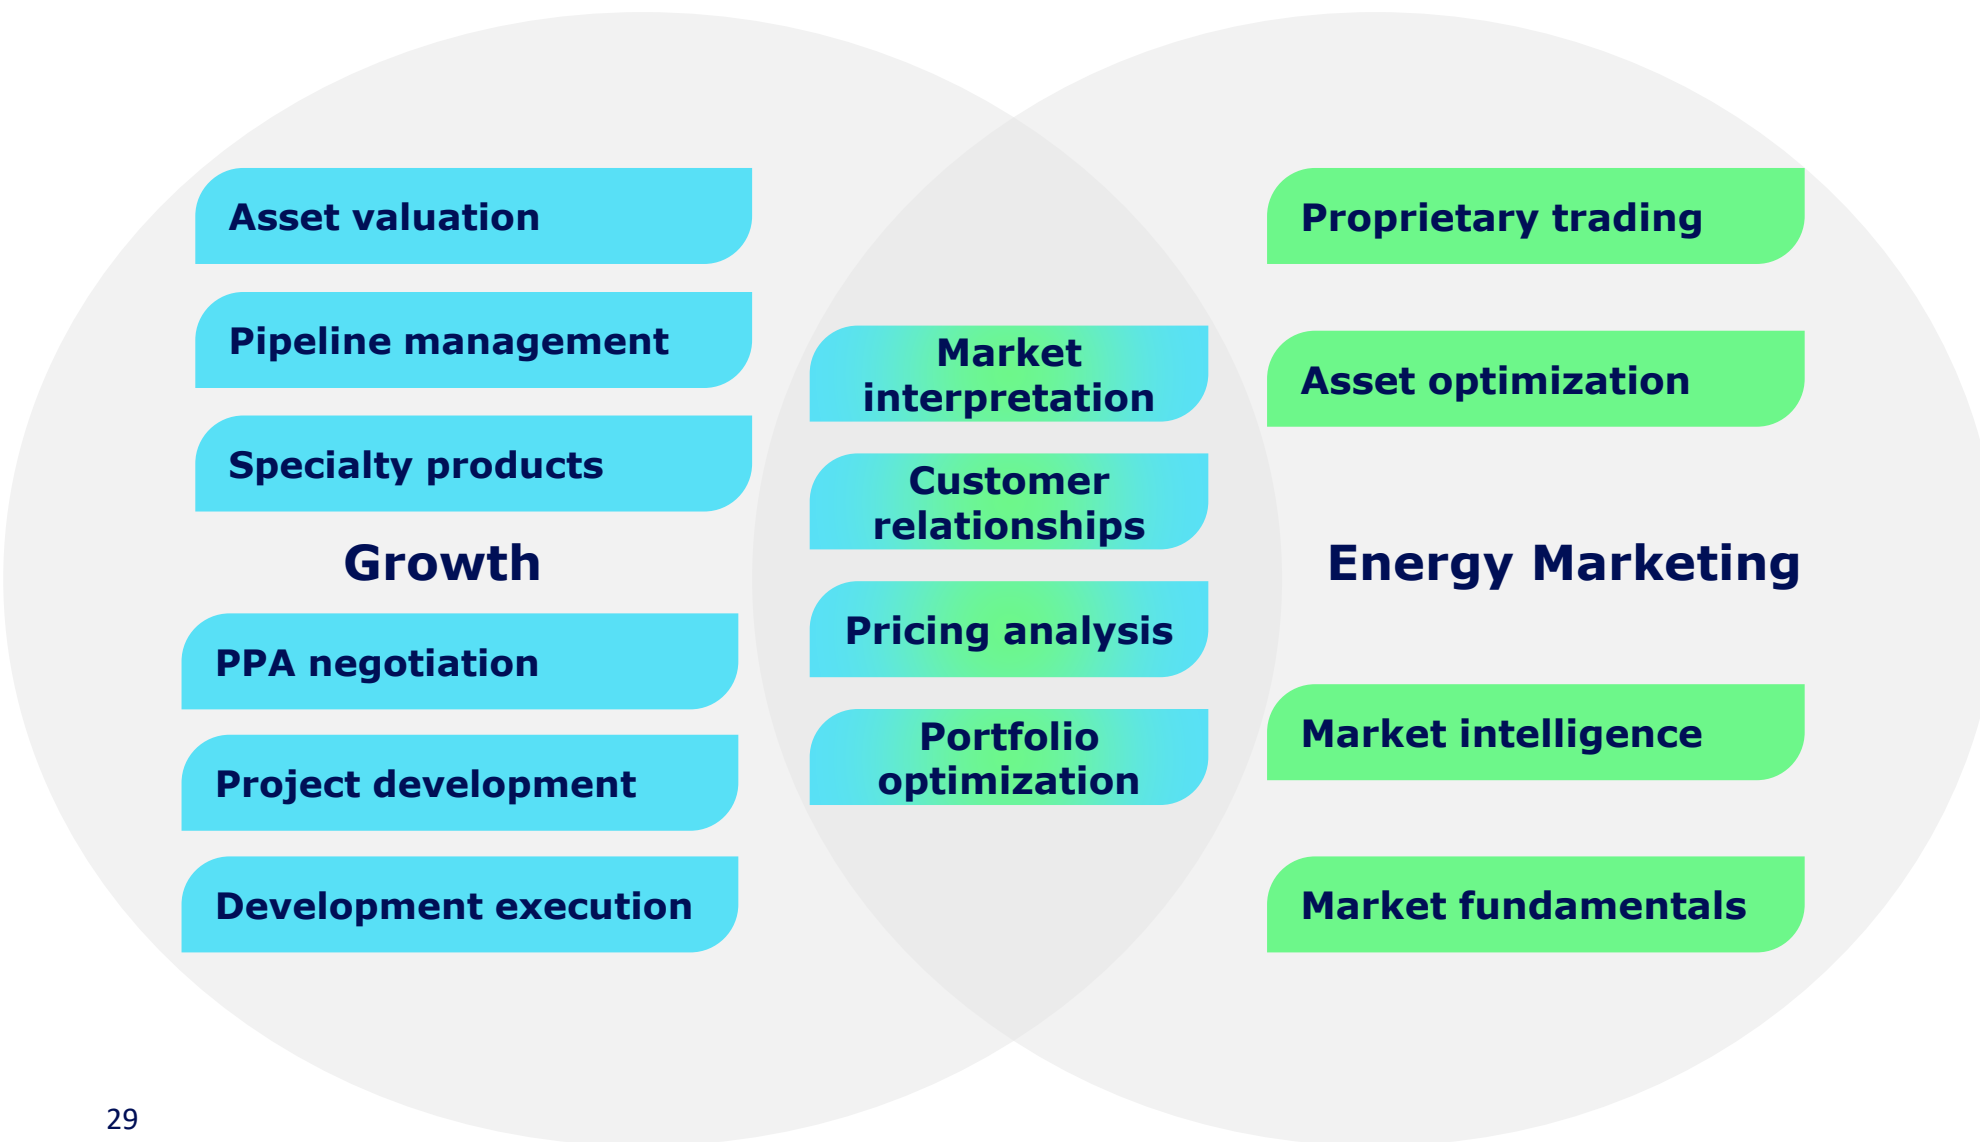 Asset valuation
Pipeline management
Specialty products
Growth
PPA negotiation
Project development
Development execution
Market
interpretation
Customer
relationships
Pricing analysis
Portfolio
optimization
Proprietary trading
Asset optimization
Energy Marketing
Market intelligence
Market fundamentals
29